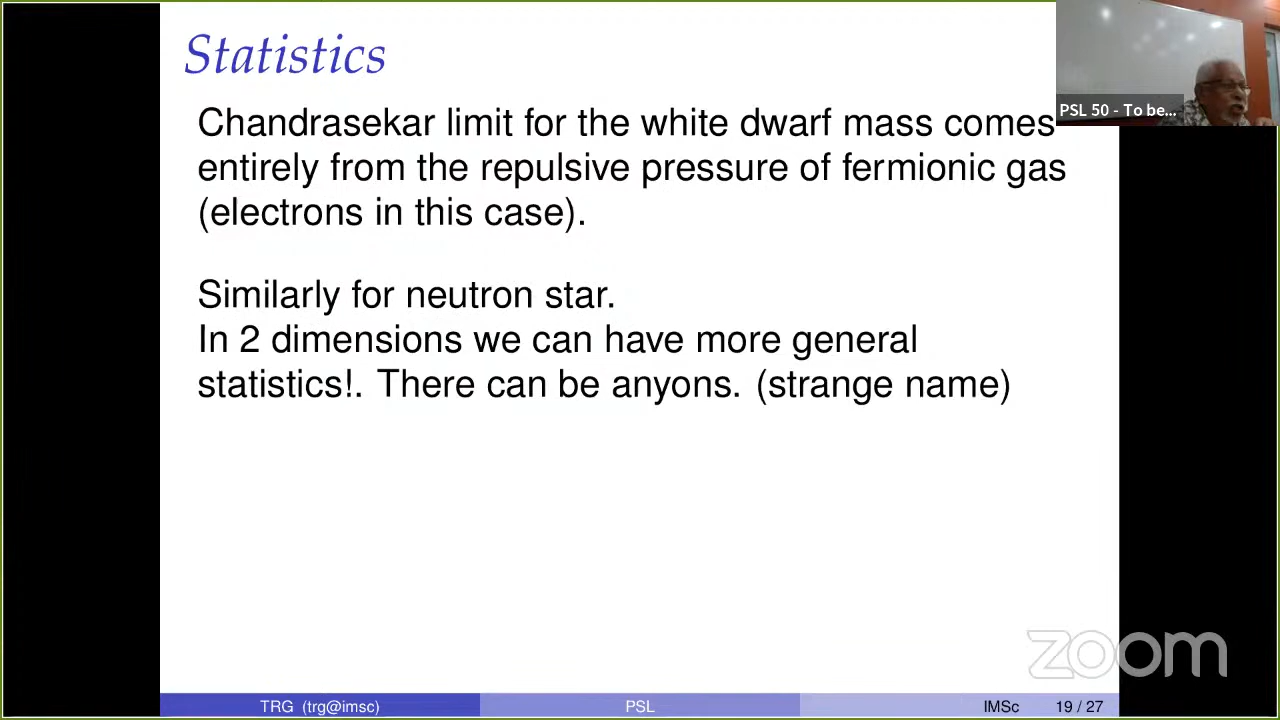 Statistics
PSL 50 - To be...
Chandrasekar limit for the white dwarf mass comes
entirely from the repulsive pressure of fermionic gas
(electrons in this case).
Similarly for neutron star.
In 2 dimensions we can have more general
statistics!. There can be anyons. (strange name)
zoom
TRG (trg@imsc) PSL IMSc 19 / 27